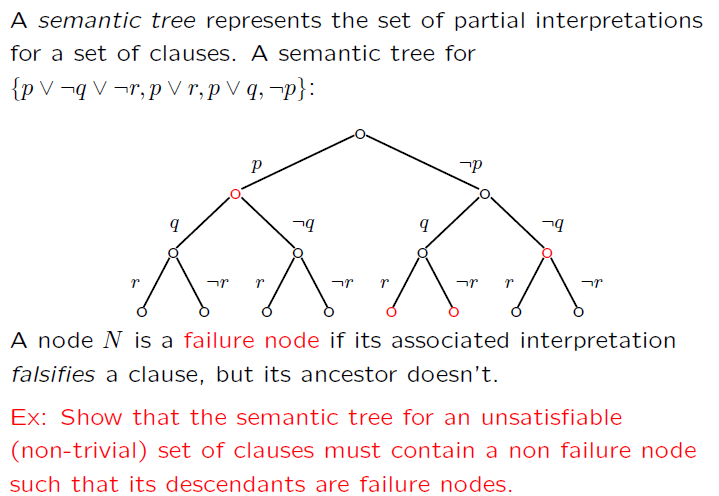 A semantic tree represents the set of partial interpretations
for a set of clauses. A semantic tree for
{p ∨ ¬q ∨ ¬r, p ∨ r, p ∨ q, ¬p}:
p ¬p
q ¬q q ¬q
r ¬r r ¬r r ¬r r ¬r
A node N is a failure node if its associated interpretation
falsifies a clause, but its ancestor doesn't.
Ex: Show that the semantic tree for an unsatisfiable
(non-trivial) set of clauses must contain a non failure node
such that its descendants are failure nodes.